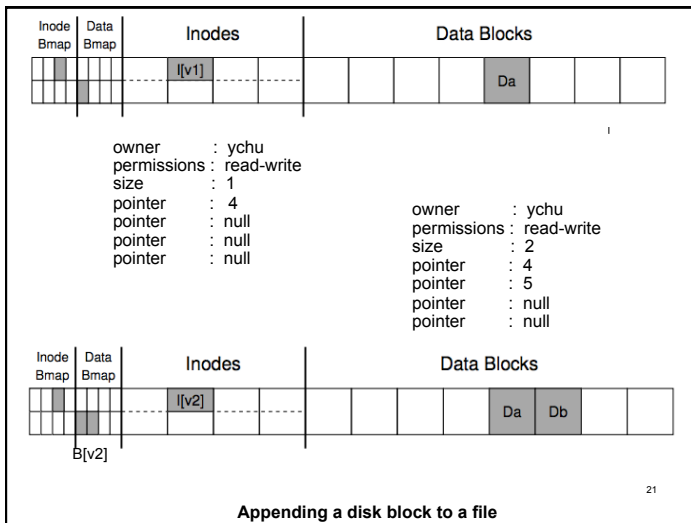 Inode Data Inodes Data Blocks
Bmap Bmap
I[v1]
Da
I
owner : ychu
permissions : read-write
size : 1
pointer : 4
pointer : null
pointer : null
pointer : null
owner : ychu
permissions : read-write
size : 2
pointer : 4
pointer : 5
pointer : null
pointer : null
Inode Data Inodes Data Blocks
Bmap Bmap
I[v2]
Da Db
B[v2]
21
Appending a disk block to a file